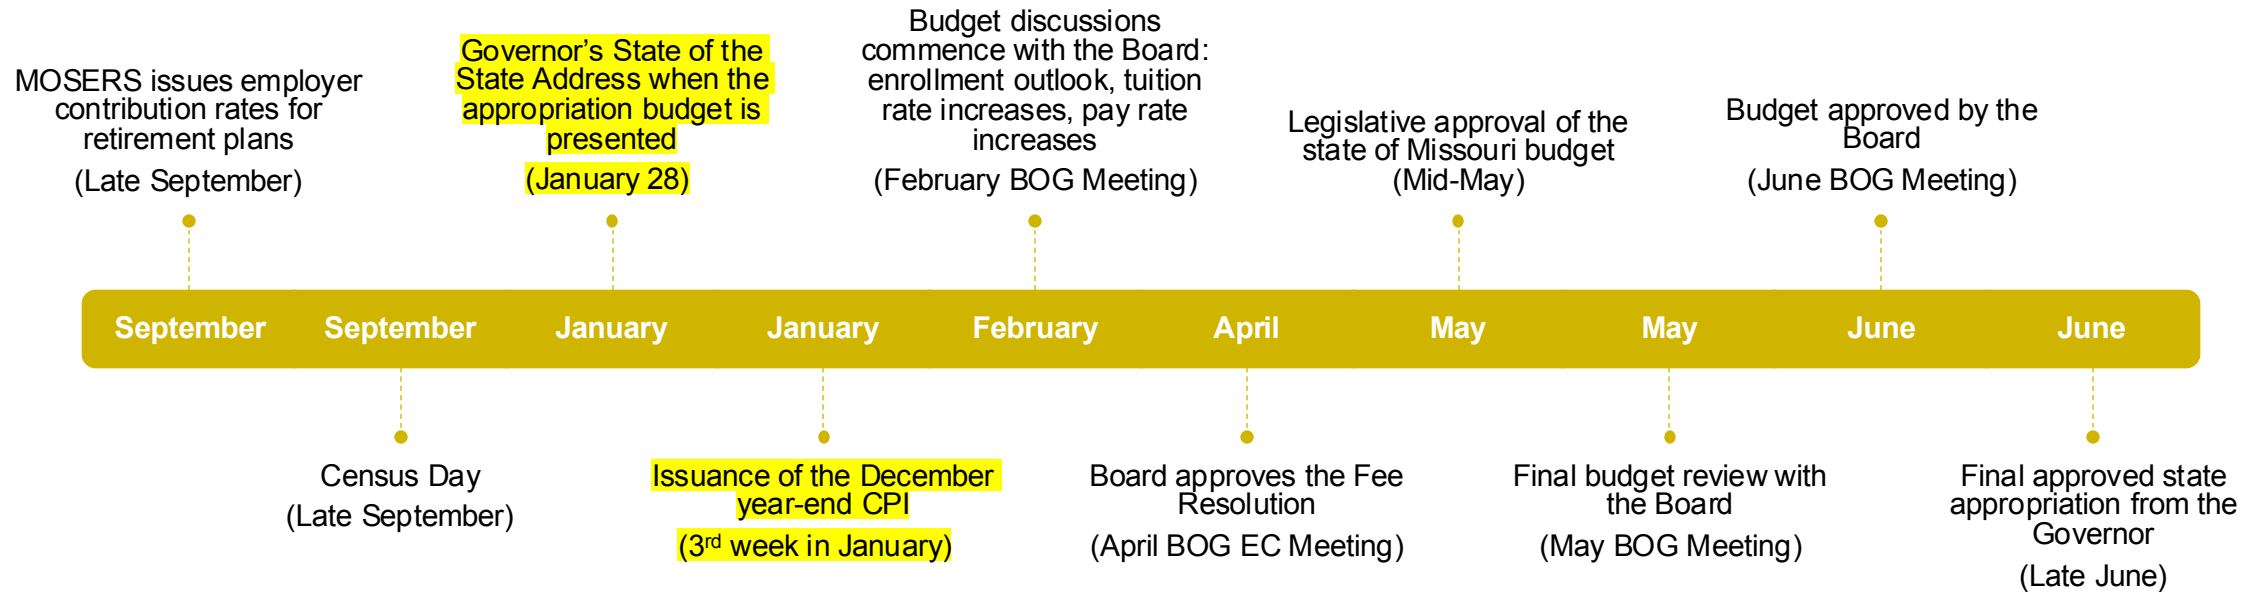 MOSERS issues employer
contribution rates for
retirement plans
(Late September)
Governor’s State of the
State Address when the
appropriation budget is
presented
(January 28)
Budget discussions
commence with the Board:
enrollment outlook, tuition
rate increases, pay rate
increases
(February BOG Meeting)
Legislative approval of the
state of Missouri budget
(Mid-May)
Budget approved by the
Board
(June BOG Meeting)
September
September
January
January
February
April
May
May
June
June
Census Day
(Late September)
Issuance of the December
year-end CPI
(3rd week in January)
Board approves the Fee
Resolution
(April BOG EC Meeting)
Final budget review with
the Board
(May BOG Meeting)
Final approved state
appropriation from the
Governor
(Late June)